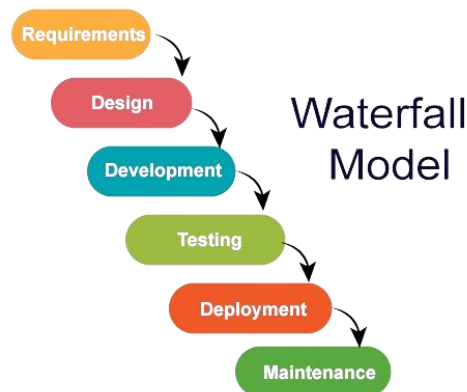 Requirements
Design
Waterfall
Model
Development
Testing
Deployment
Maintenance